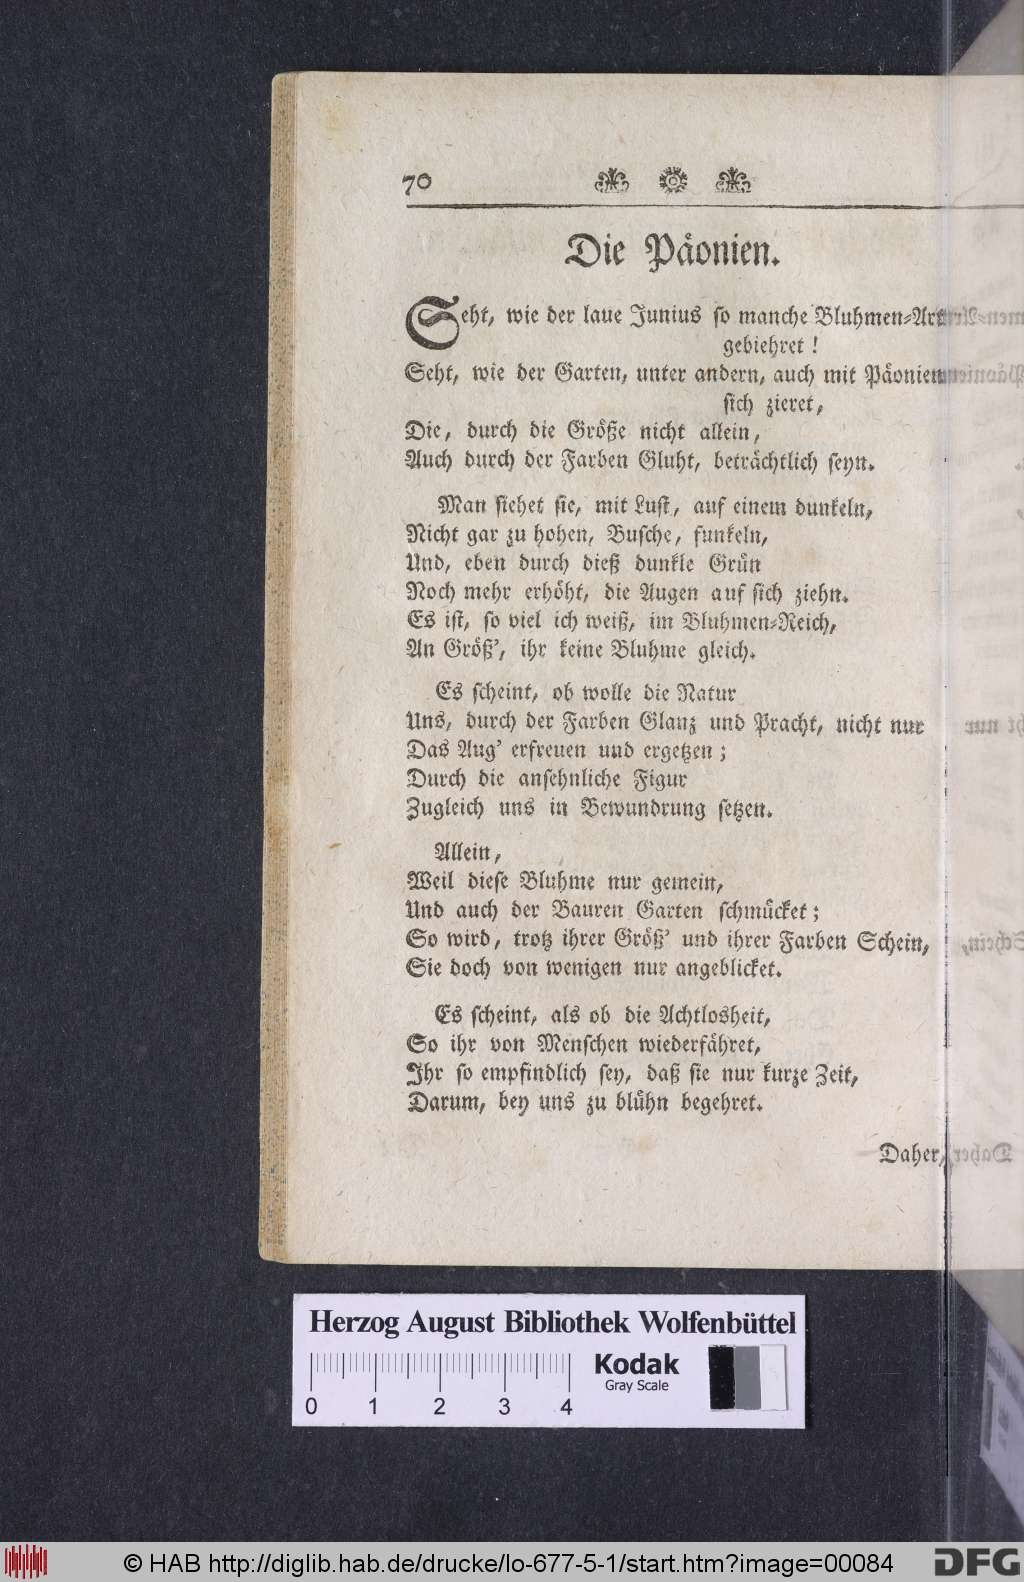 70
Die Päonien.
Seht, wie der laue Junius so manche Bluhmen-Art
gebiehret!
Seht, wie der Garten, unter andern, auch mit Päonien
sich zieret,
Die, durch die Größe nicht allein,
Auch durch der Farben Gluht, beträchtlich seyn.
Man siehet sie, mit Lust, auf einem dunkeln,
Nicht gar zu hohen, Busche, funkeln,
Und, eben durch dieß dunkle Grün
Noch mehr erhöht, die Augen auf sich ziehn.
Es ist, so viel ich weiß, im Bluhmen-Reich,
An Größ', ihr keine Bluhme gleich.
Es scheint, ob wolle die Natur
Uns, durch der Farben Glanz und Pracht, nicht nur
Das Aug' erfreuen und ergetzen;
Durch die ansehnliche Figur
Zugleich uns in Bewundrung setzen.
Allein,
Weil diese Bluhme nur gemein,
Und auch der Bauren Garten schmücket;
So wird, trotz ihrer Größ' und ihrer Farben Schein,
Sie doch von wenigen nur angeblicket.
Es scheint, als ob die Achtlosheit,
So ihr von Menschen wiederfähret,
Ihr so empfindlich sey, daß sie nur kurze Zeit,
Darum, bey uns zu blühn begehret.
Daher,
Herzog August Bibliothek Wolfenbüttel
Kodak
Gray Scale
0 1 2 3 4
© HAB http://diglib.hab.de/drucke/lo-677-5-1/start.htm?image=00084
DFG